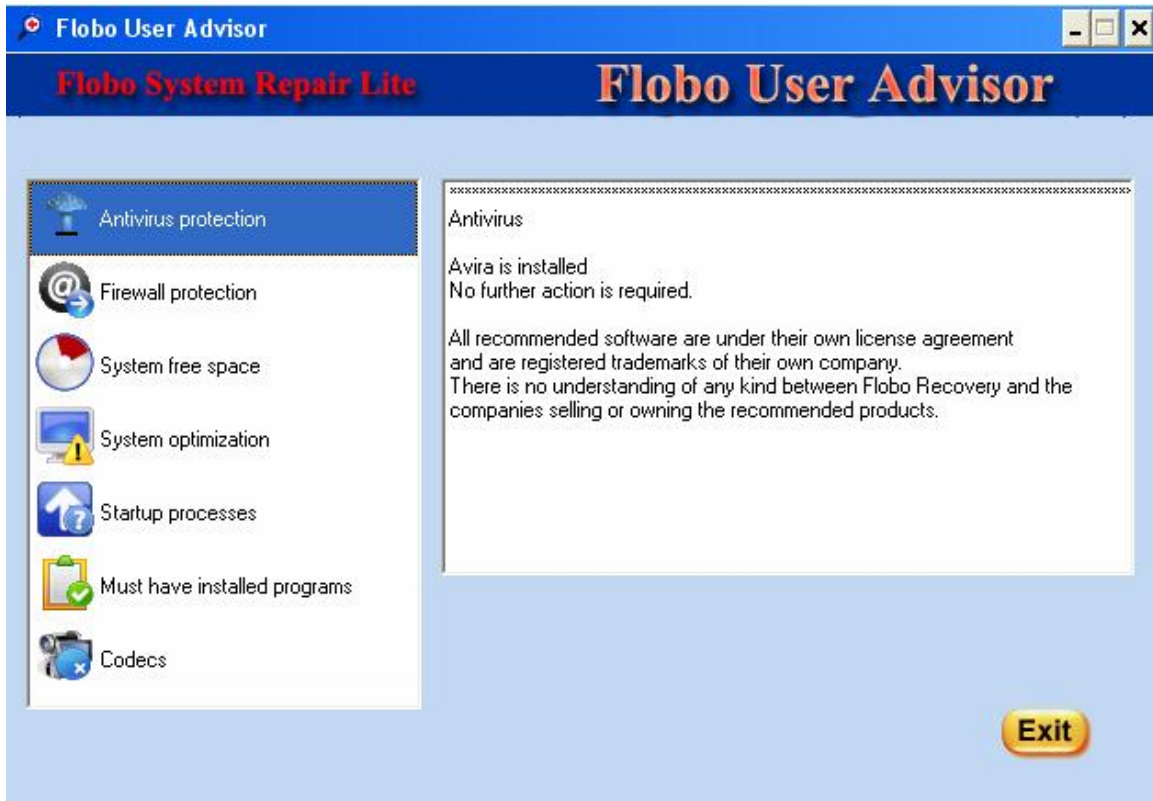 Flobo User Advisor
Flobo System Repair Lite
Flobo User Advisor
Antivirus protection
Firewall protection
System free space
System optimization
Startup processes
Must have installed programs
Codecs
Antivirus
Avira is installed
No further action is required.
All recommended software are under their own license agreement
and are registered trademarks of their own company.
There is no understanding of any kind between Flobo Recovery and the
companies selling or owning the recommended products.
Exit